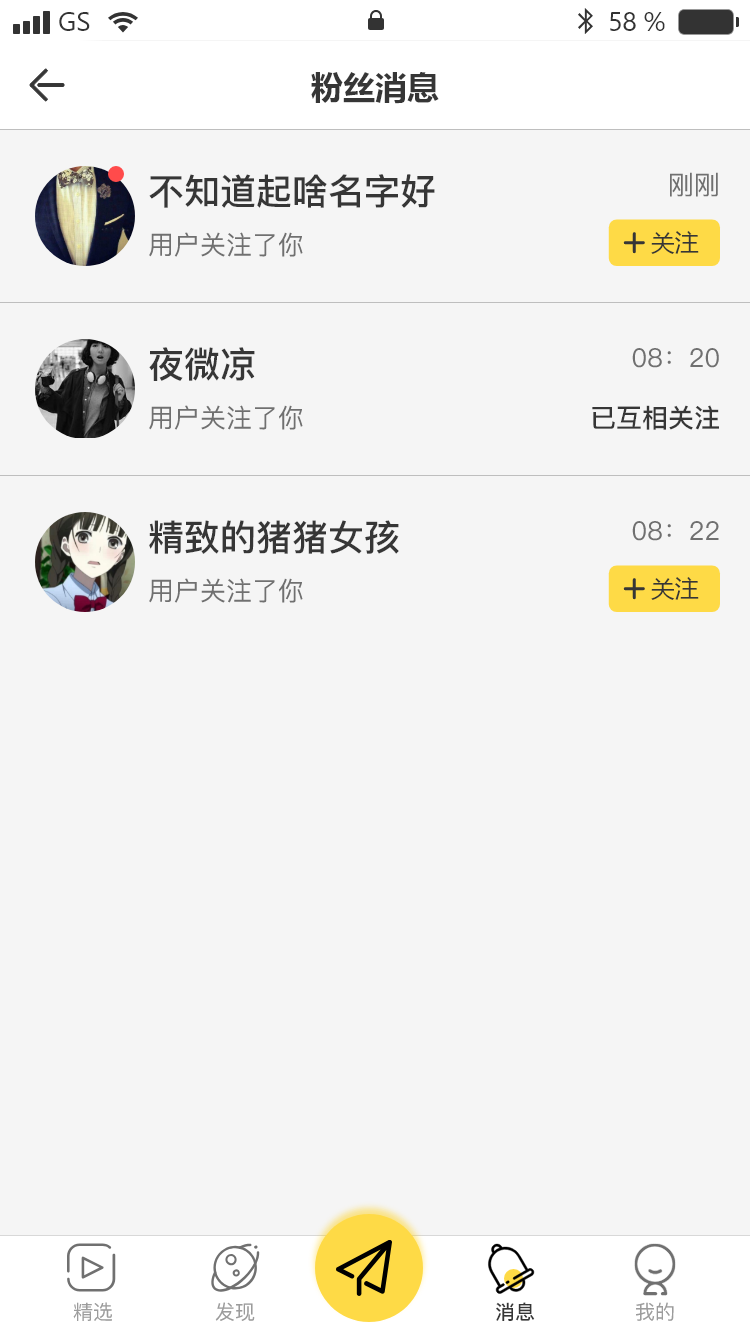 GS 58 %
粉丝消息
不知道起啥名字好 刚刚
用户关注了你 +关注
夜微凉 08：20
用户关注了你 已互相关注
精致的猪猪女孩 08：22
用户关注了你 +关注
精选 发现 消息 我的